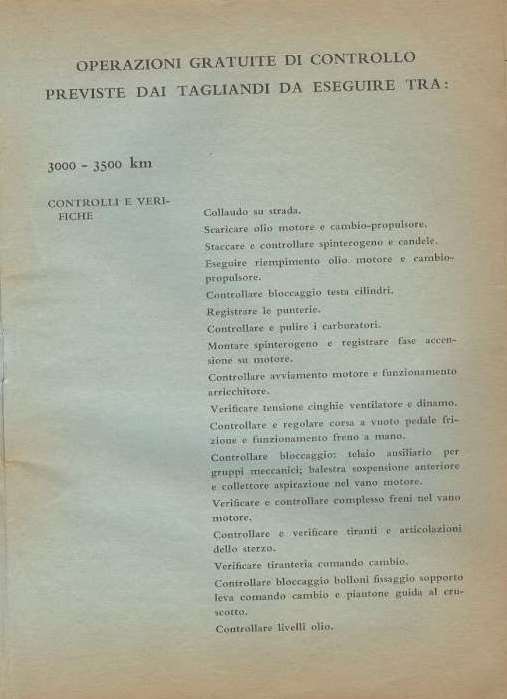 OPERAZIONI GRATUITE DI CONTROLLO
PREVISTE DAI TAGLIANDI DA ESEGUIRE TRA:
3000 - 3500 km
CONTROLLI E VERI-
FICHE
Collaudo su strada.
Scaricare olio motore e cambio-propulsore.
Staccare e controllare spinterogeno e candele.
Eseguire riempimento olio motore e cambio-
propulsore.
Controllare bloccaggio testa cilindri.
Registrare le punterie.
Controllare e pulire i carburatori.
Montare spinterogeno e registrare fase accen-
sione su motore.
Controllare avviamento motore e funzionamento
arricchitore.
Verificare tensione cinghie ventilatore e dinamo.
Controllare e regolare corsa a vuoto pedale fri-
zione e funzionamento freno a mano.
Controllare bloccaggio: telaio ausiliario per
gruppi meccanici; balestra sospensione anteriore
e collettore aspirazione nel vano motore.
Verificare e controllare complesso freni nel vano
motore.
Controllare e verificare tiranti e articolazioni
dello sterzo.
Verificare tiranteria comando cambio.
Controllare bloccaggio bolloni fissaggio sopporto
leva comando cambio e piantone guida al cru-
scotto.
Controllare livelli olio.